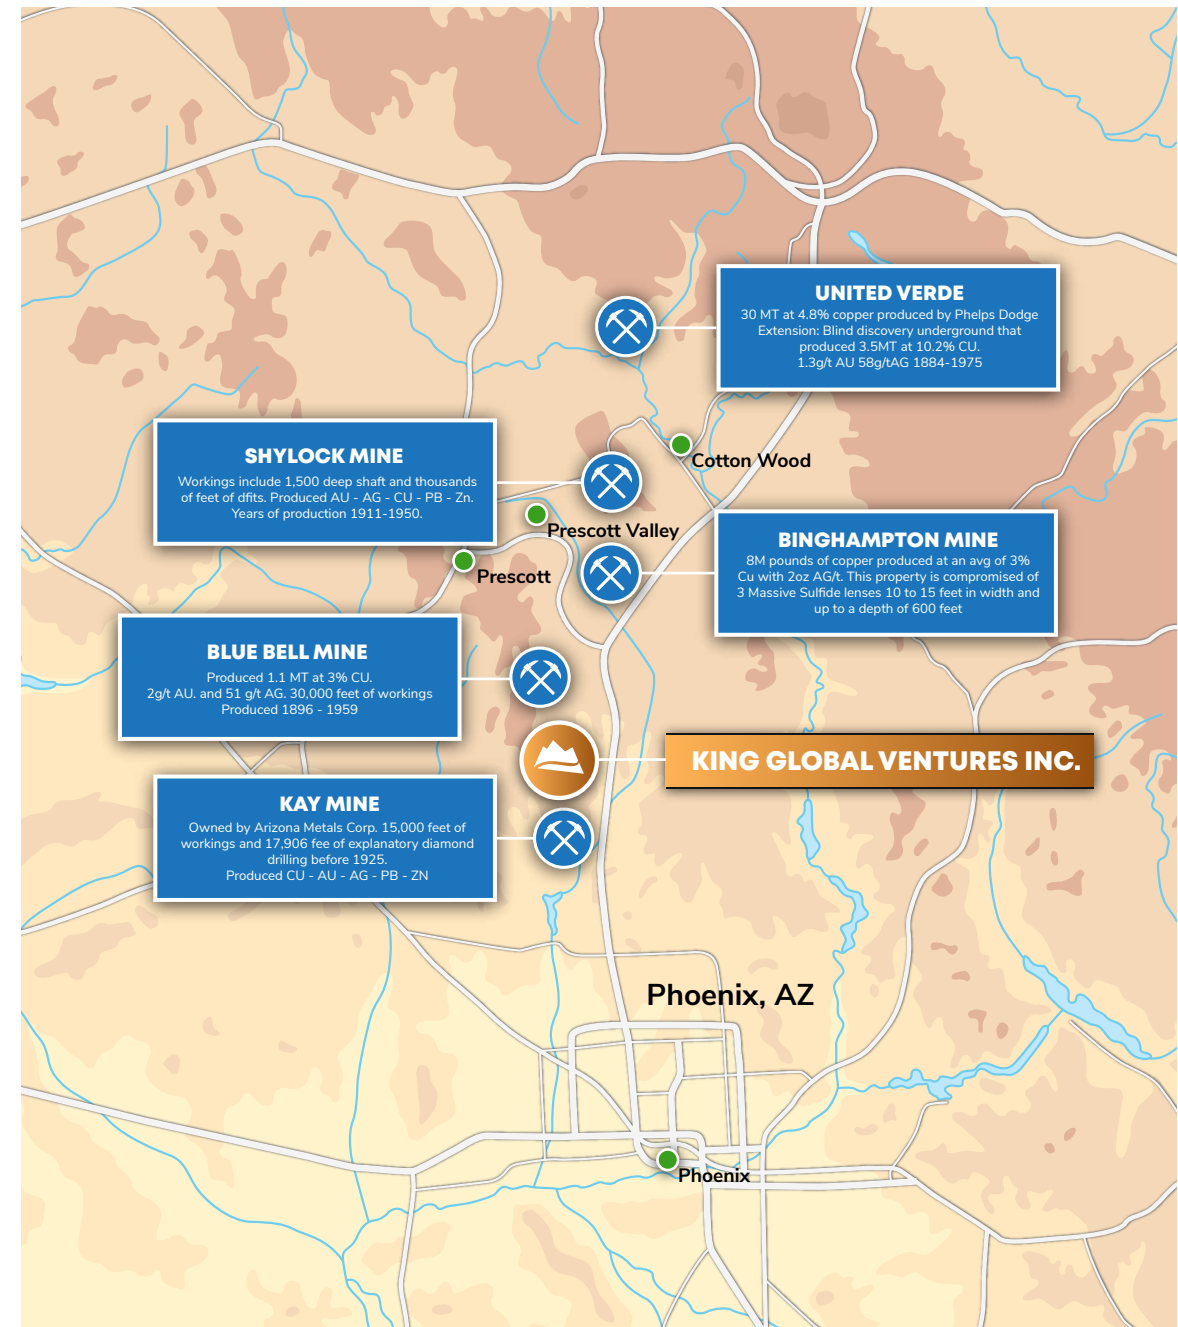 UNITED VERDE
30 MT at 4.8% copper produced by Phelps Dodge
Extension: Blind discovery underground that
produced 3.5MT at 10.2% CU.
1.3g/t AU 58g/tAG 1884-1975
SHYLOCK MINE
Workings include 1,500 deep shaft and thousands
of feet of dfits. Produced AU - AG - CU - PB - Zn.
Years of production 1911-1950.
Cotton Wood
Prescott Valley
Prescott
BINGHAMPTON MINE
8M pounds of copper produced at an avg of 3%
Cu with 2oz AG/t. This property is compromised of
3 Massive Sulfide lenses 10 to 15 feet in width and
up to a depth of 600 feet
BLUE BELL MINE
Produced 1.1 MT at 3% CU.
2g/t AU. and 51 g/t AG. 30,000 feet of workings
Produced 1896 - 1959
KING GLOBAL VENTURES INC.
KAY MINE
Owned by Arizona Metals Corp. 15,000 feet of
workings and 17,906 fee of explanatory diamond
drilling before 1925.
Produced CU - AU - AG - PB - ZN
Phoenix, AZ
Phoenix